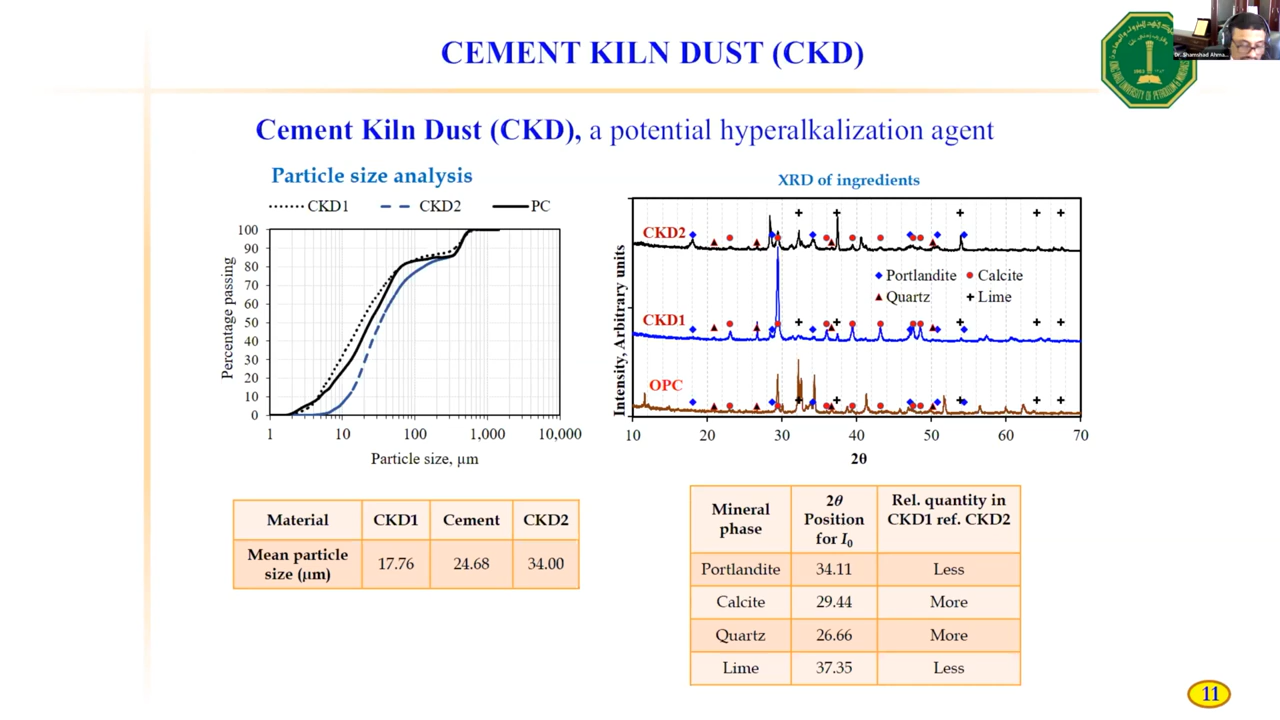 CEMENT KILN DUST (CKD)
Dr. Shamshad Ahma...
Cement Kiln Dust (CKD), a potential hyperalkalization agent
Particle size analysis
CKD1 CKD2 PC
Percentage passing
100
90
80
70
60
50
40
30
20
10
0
1 10 100 1,000 10,000
Particle size, µm
XRD of ingredients
Intensity, Arbitrary units
CKD2
Portlandite Calcite
Quartz Lime
CKD1
OPC
10 20 30 40 50 60 70
2θ
Material CKD1 Cement CKD2
Mean particle
size (µm) 17.76 24.68 34.00
Mineral
phase
2θ
Position
for I0
Rel. quantity in
CKD1 ref. CKD2
Portlandite 34.11 Less
Calcite 29.44 More
Quartz 26.66 More
Lime 37.35 Less
11